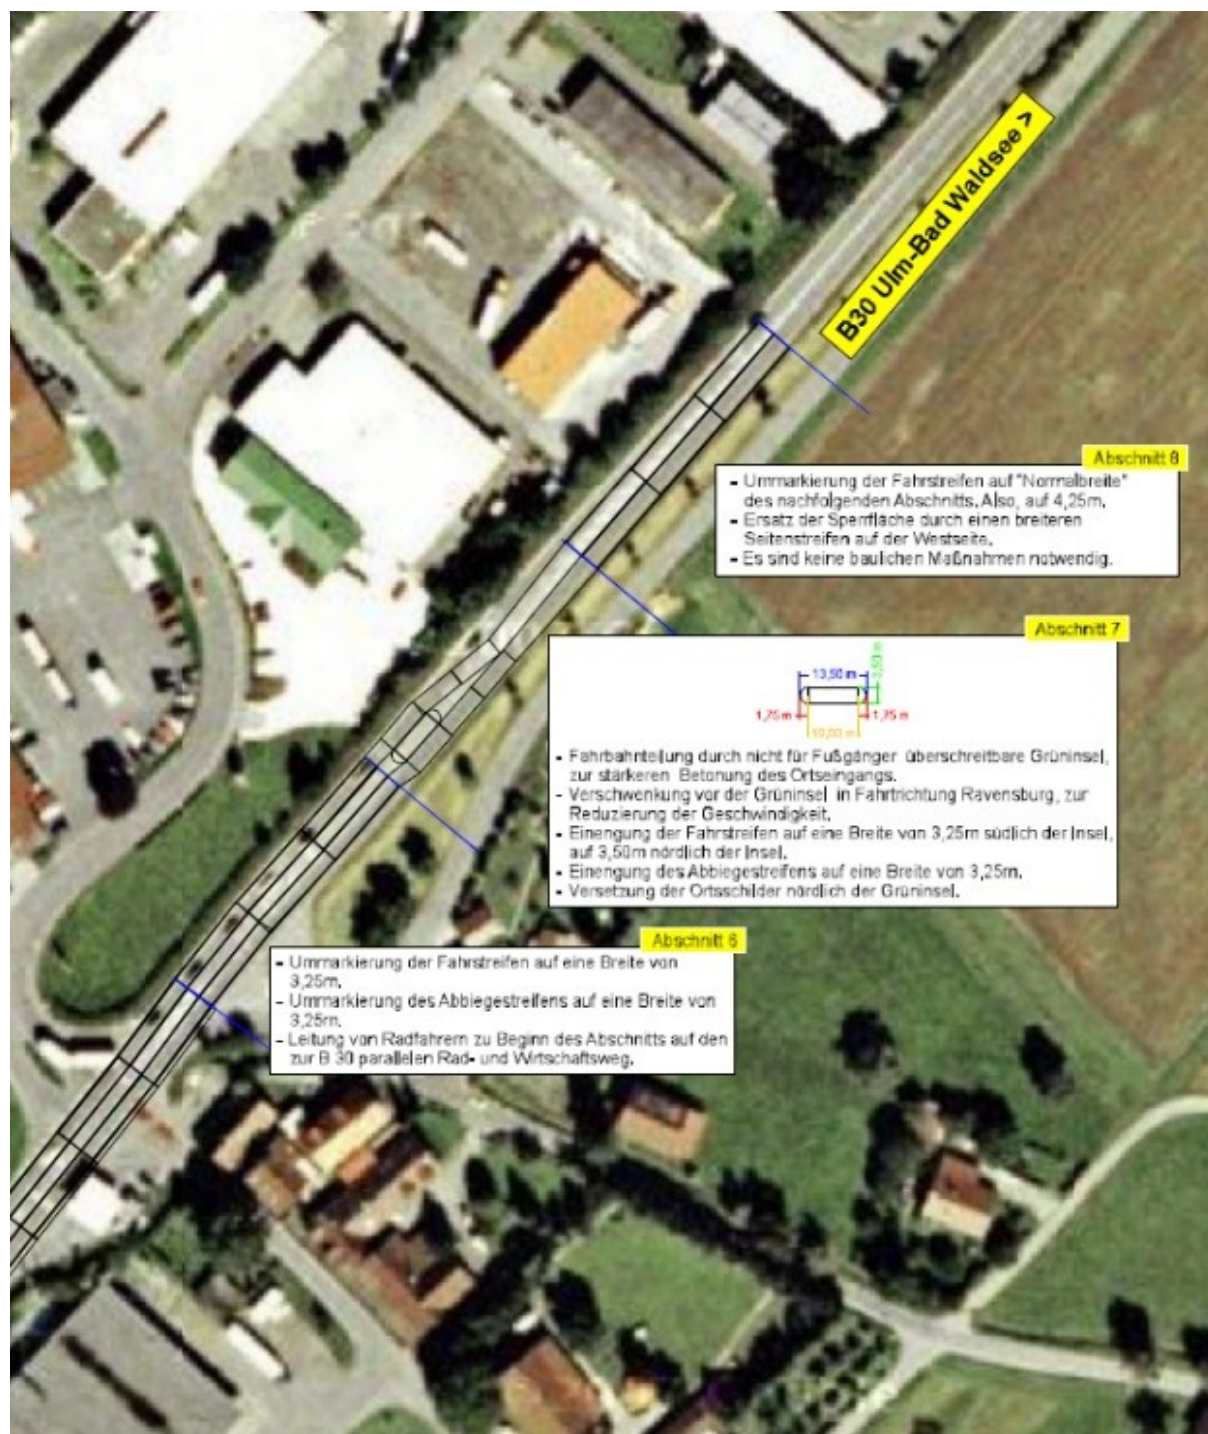 B30 Ulm-Bad Waldsee >
Abschnitt 8
- Ummarkierung der Fahrstreifen auf "Normalbreite"
des nachfolgenden Abschnitts. Also, auf 4,25m.
- Ersatz der Sperrfläche durch einen breiteren
Seitenstreifen auf der Westseite.
- Es sind keine baulichen Maßnahmen notwendig.
Abschnitt 7
13,50 m
3,50 m
1,75 m
1,75 m
10,00 m
- Fahrbahnteilung durch nicht für Fußgänger überschreitbare Grüninsel,
zur stärkeren Betonung des Ortseingangs.
- Verschwenkung vor der Grüninsel in Fahrtrichtung Ravensburg, zur
Reduzierung der Geschwindigkeit.
- Einengung der Fahrstreifen auf eine Breite von 3,25m südlich der Insel,
auf 3,50m nördlich der Insel.
- Einengung des Abbiegestreifens auf eine Breite von 3,25m.
- Versetzung der Ortsschilder nördlich der Grüninsel.
Abschnitt 6
- Ummarkierung der Fahrstreifen auf eine Breite von
3,25m.
- Ummarkierung des Abbiegestreifens auf eine Breite von
3,25m.
- Leitung von Radfahrern zu Beginn des Abschnitts auf den
zur B 30 parallelen Rad- und Wirtschaftsweg.